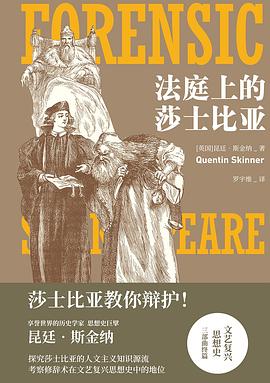 FORENSIC
法庭上的
莎士比亚
[英国]昆廷·斯金纳_著
Quentin Skinner
罗宇维_译
S
EARE
莎士比亚教你辩护!
享誉世界的历史学家 思想史巨擘
昆廷·斯金纳
探究莎士比亚的人文主义知识源流
考察修辞术在文艺复兴思想史中的地位
文艺复兴
思想史
三部曲终篇